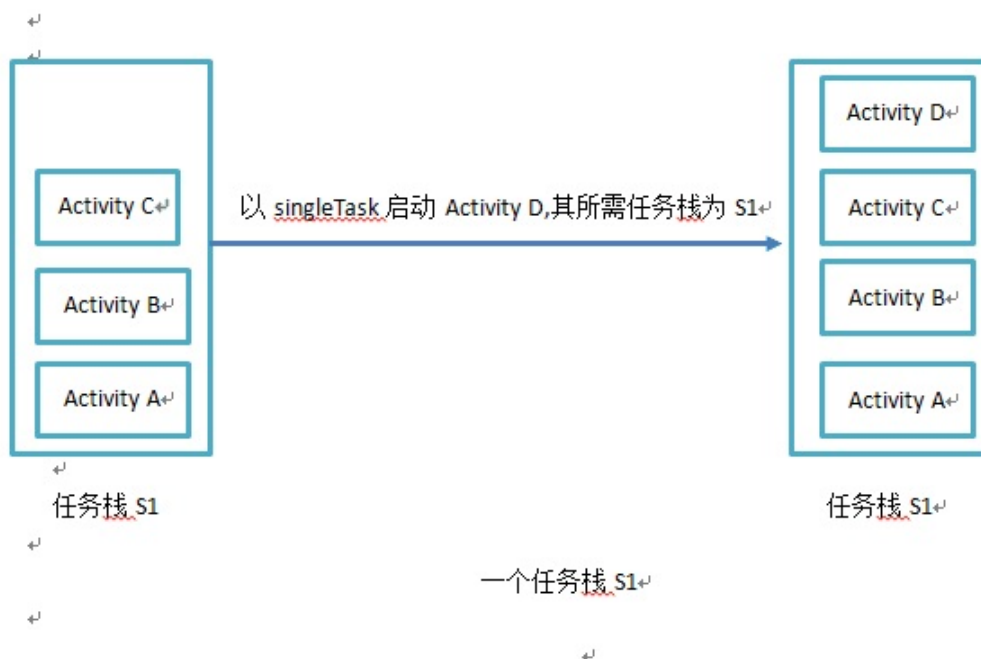 Activity D
Activity C
以 singleTask 启动 Activity D,其所需任务栈为 S1
Activity C
Activity B
Activity B
Activity A
Activity A
任务栈 S1
任务栈 S1
一个任务栈 S1